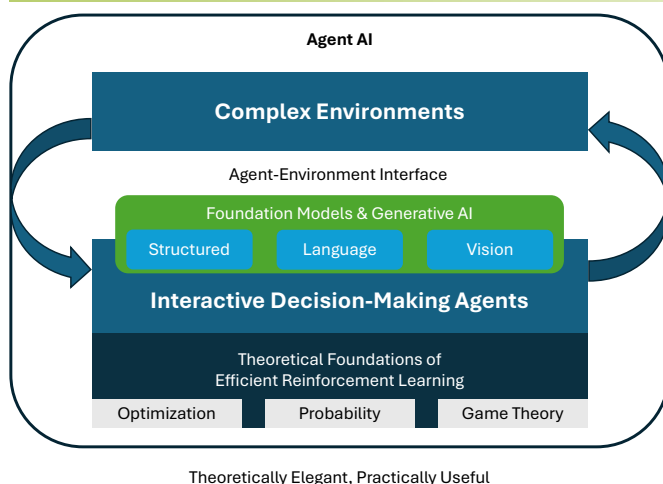 Agent AI
Complex Environments
Agent-Environment Interface
Foundation Models & Generative AI
Structured
Language
Vision
Interactive Decision-Making Agents
Theoretical Foundations of
Efficient Reinforcement Learning
Optimization
Probability
Game Theory
Theoretically Elegant, Practically Useful